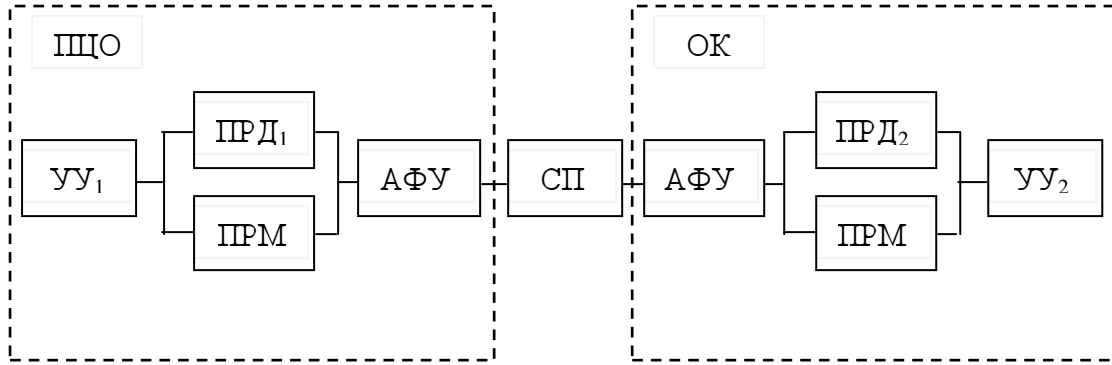 ПЦО
ОК
ПРД₁
ПРД₂
УУ₁
АФУ
СП
АФУ
УУ₂
ПРМ
ПРМ